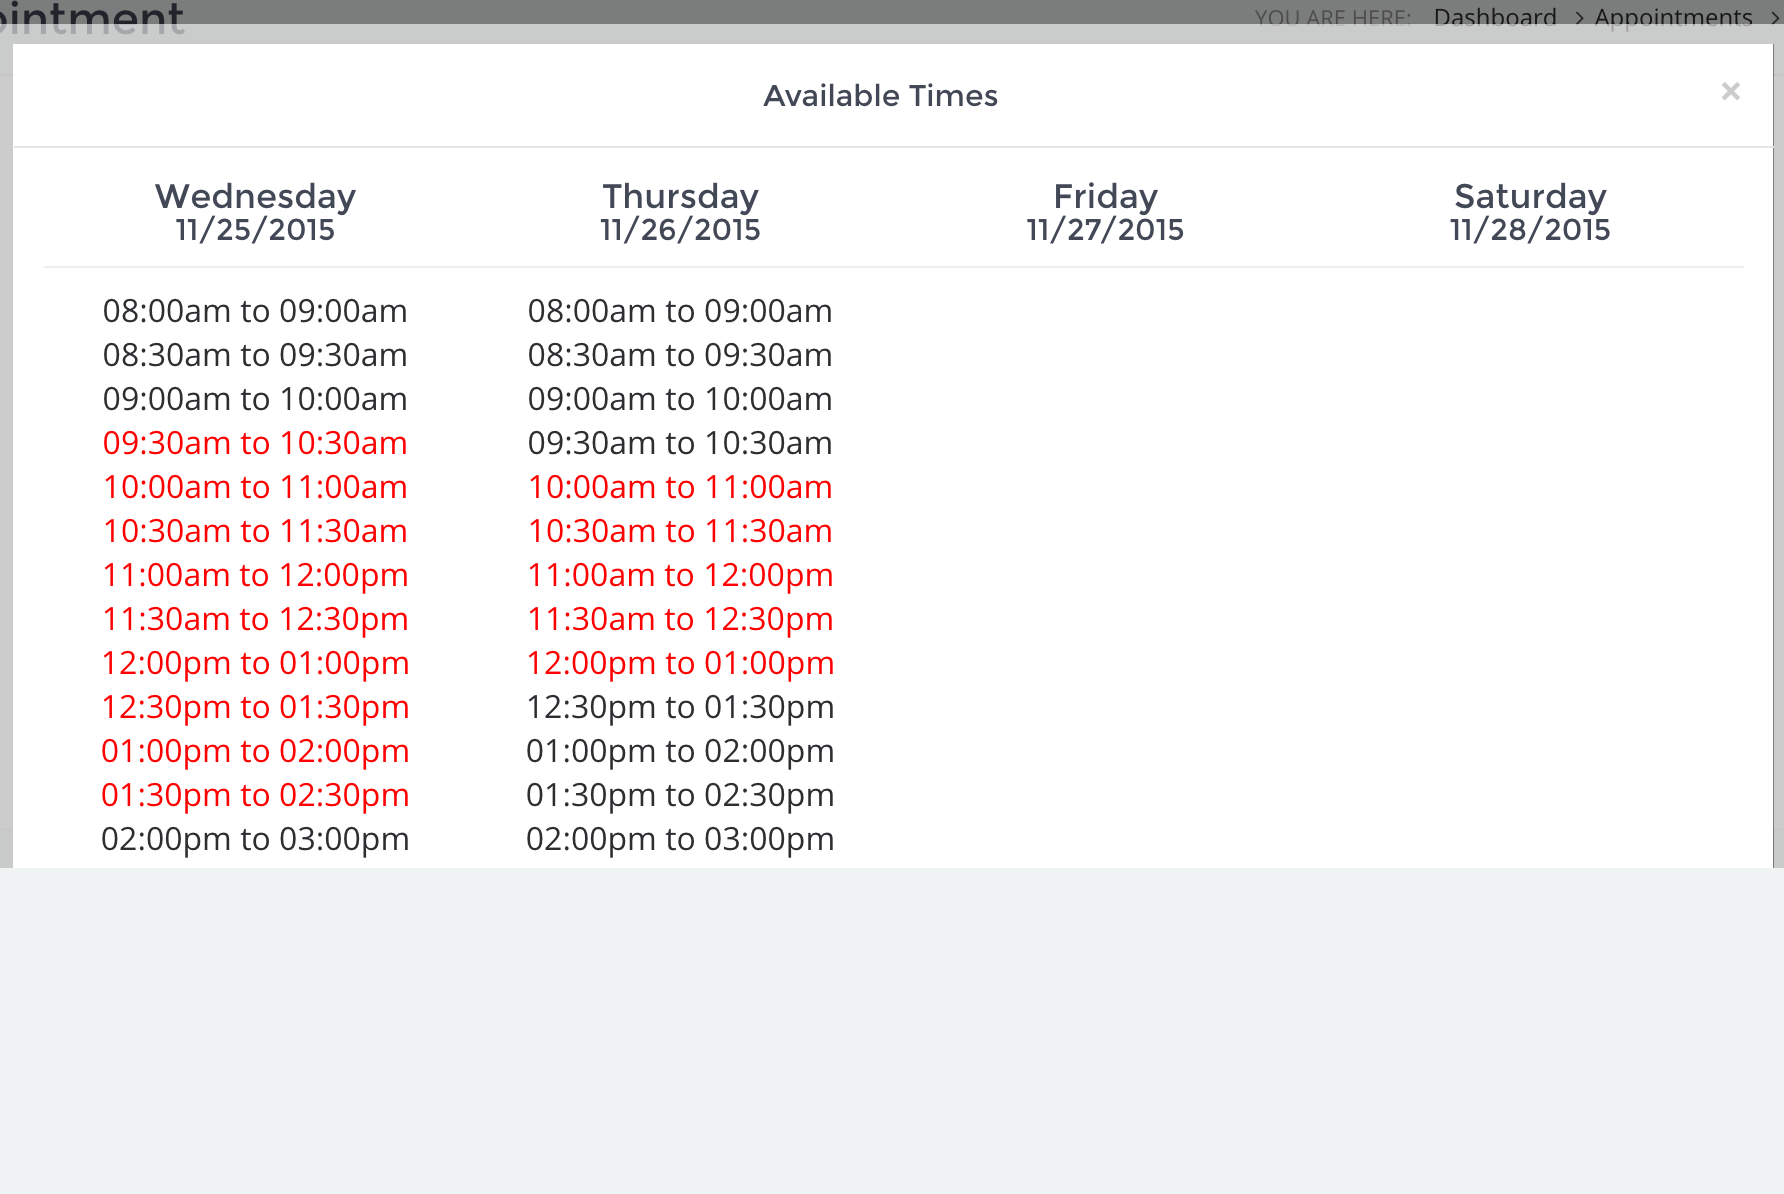 ointment
YOU ARE HERE: Dashboard > Appointments >
Available Times ×
Wednesday Thursday Friday Saturday
11/25/2015 11/26/2015 11/27/2015 11/28/2015
08:00am to 09:00am 08:00am to 09:00am
08:30am to 09:30am 08:30am to 09:30am
09:00am to 10:00am 09:00am to 10:00am
09:30am to 10:30am 09:30am to 10:30am
10:00am to 11:00am 10:00am to 11:00am
10:30am to 11:30am 10:30am to 11:30am
11:00am to 12:00pm 11:00am to 12:00pm
11:30am to 12:30pm 11:30am to 12:30pm
12:00pm to 01:00pm 12:00pm to 01:00pm
12:30pm to 01:30pm 12:30pm to 01:30pm
01:00pm to 02:00pm 01:00pm to 02:00pm
01:30pm to 02:30pm 01:30pm to 02:30pm
02:00pm to 03:00pm 02:00pm to 03:00pm